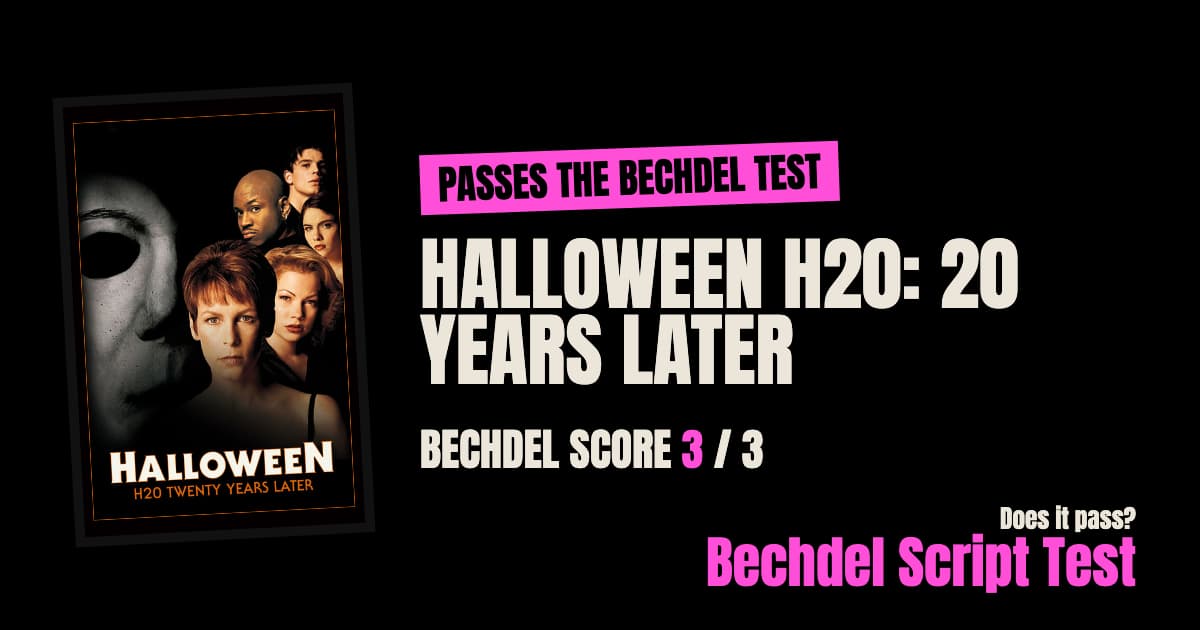 HALLOWEEN
H20 TWENTY YEARS LATER
PASSES THE BECHDEL TEST
HALLOWEEN H20: 20
YEARS LATER
BECHDEL SCORE 3 / 3
Does it pass?
Bechdel Script Test